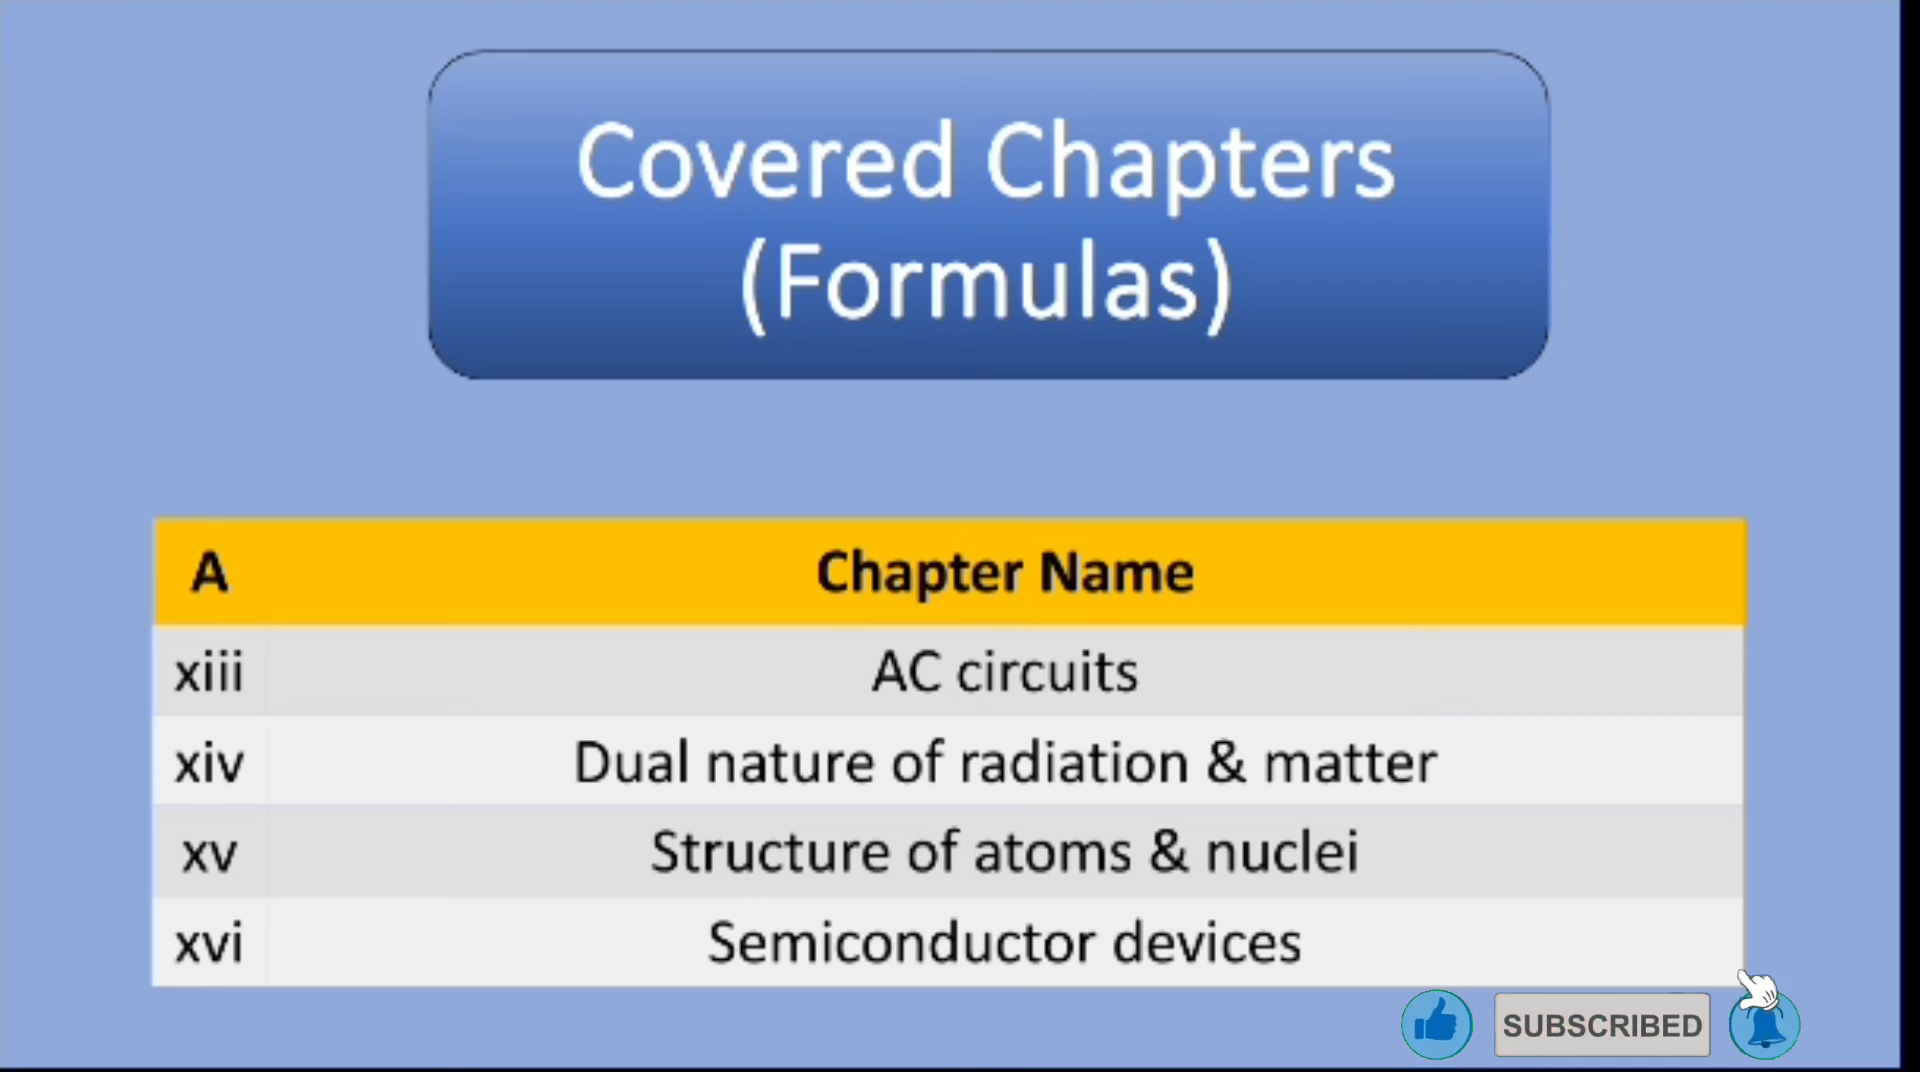 Covered Chapters
(Formulas)
A Chapter Name
xiii AC circuits
xiv Dual nature of radiation & matter
xv Structure of atoms & nuclei
xvi Semiconductor devices
SUBSCRIBED